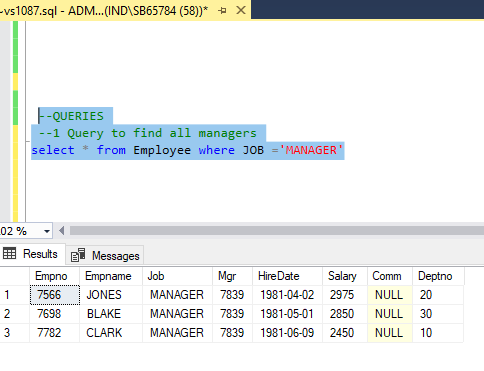 ~vs1087.sql - ADM...(IND\SB65784 (58))*
--QUERIES
--1 Query to find all managers
select * from Employee where JOB ='MANAGER'
02 %
Results Messages
Empno Empname Job Mgr HireDate Salary Comm Deptno
1 7566 JONES MANAGER 7839 1981-04-02 2975 NULL 20
2 7698 BLAKE MANAGER 7839 1981-05-01 2850 NULL 30
3 7782 CLARK MANAGER 7839 1981-06-09 2450 NULL 10